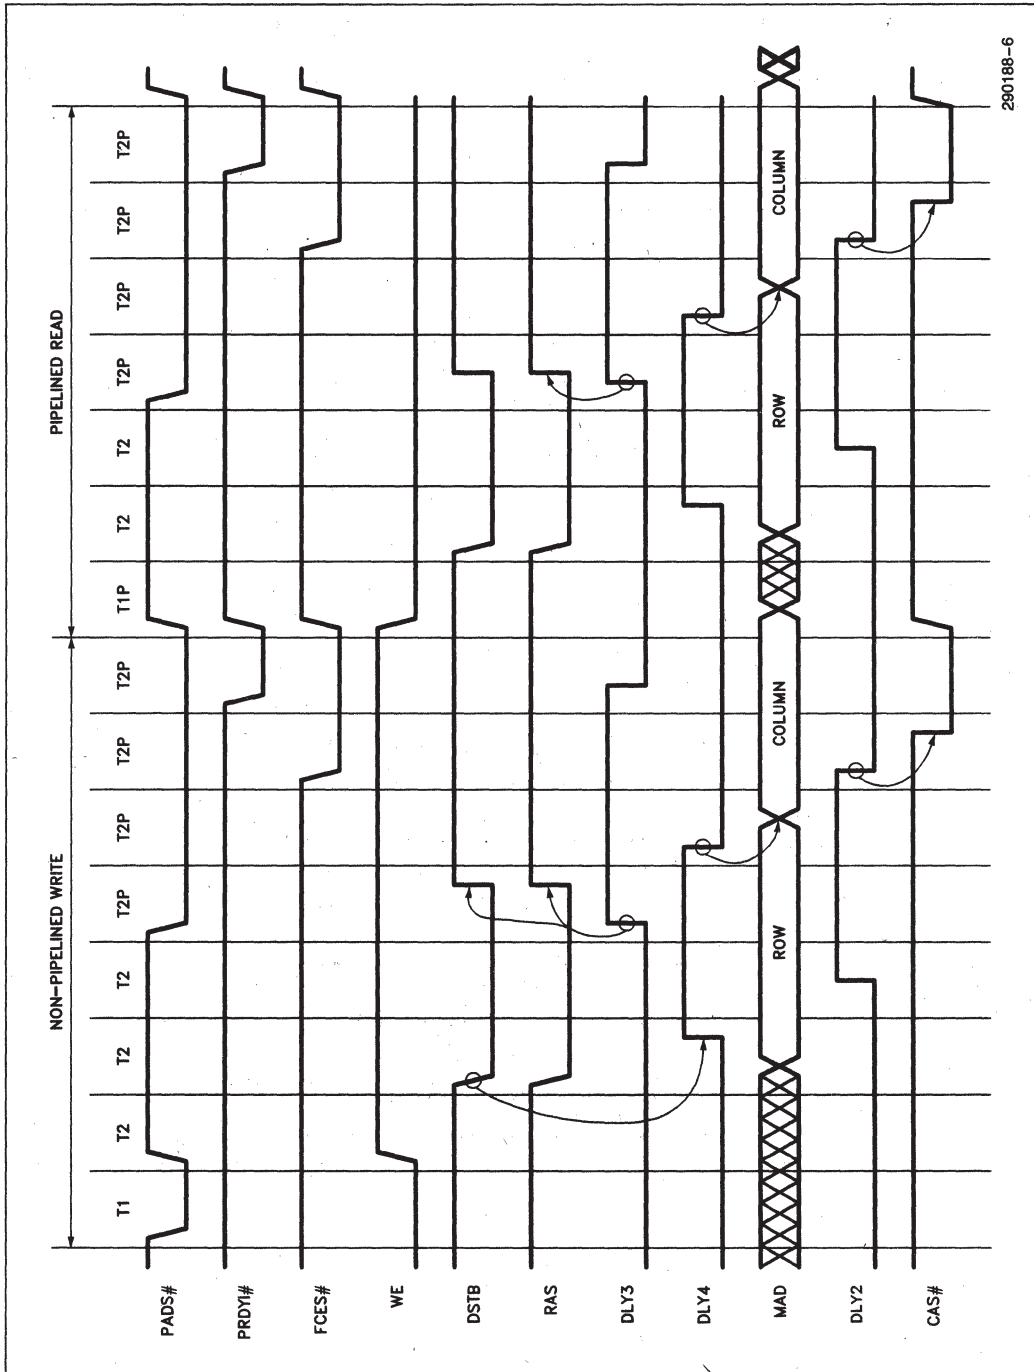 NON-PIPELINED WRITE
PIPELINED READ
T1
T2
T2
T2
T2P
T2P
T2P
T2P
T1P
T2
T2
T2P
T2P
T2P
T2P
PADS#
PRDYI#
FCES#
WE
DSTB
RAS
DLY3
DLY4
MAD
ROW
COLUMN
ROW
COLUMN
DLY2
CAS#
290188-6